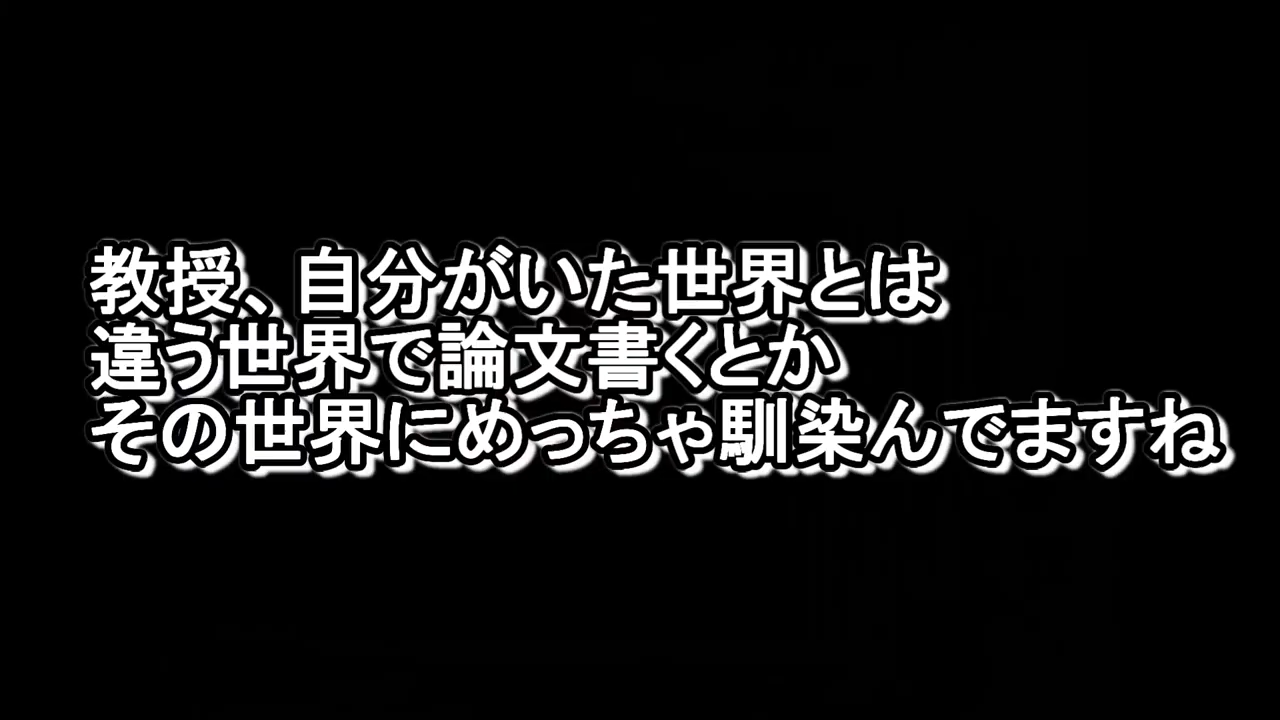 教授、自分がいた世界とは
違う世界で論文書くとか
その世界にめっちゃ馴染んでますね